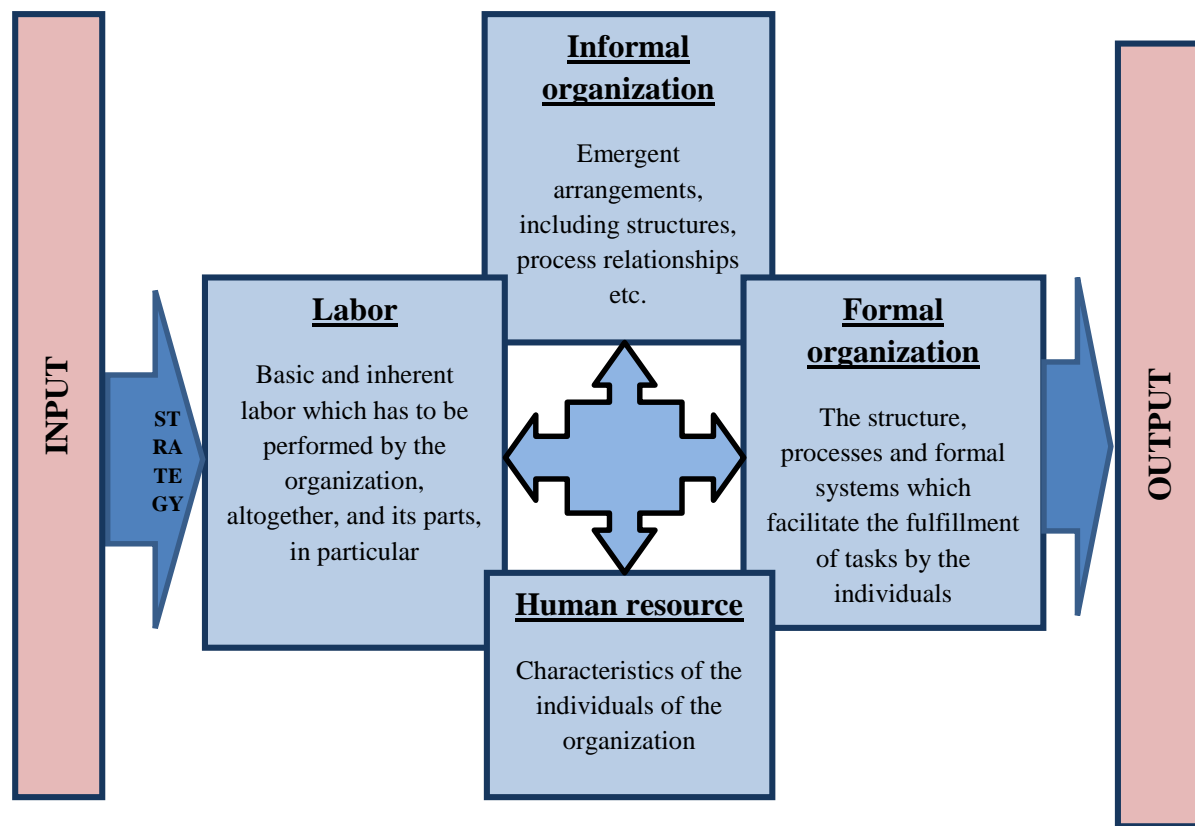 INPUT
ST
RA
TE
GY
Informal
organization
Emergent
arrangements,
including structures,
process relationships
etc.
Labor
Basic and inherent
labor which has to be
performed by the
organization,
altogether, and its parts,
in particular
Formal
organization
The structure,
processes and formal
systems which
facilitate the fulfillment
of tasks by the
individuals
Human resource
Characteristics of the
individuals of the
organization
OUTPUT